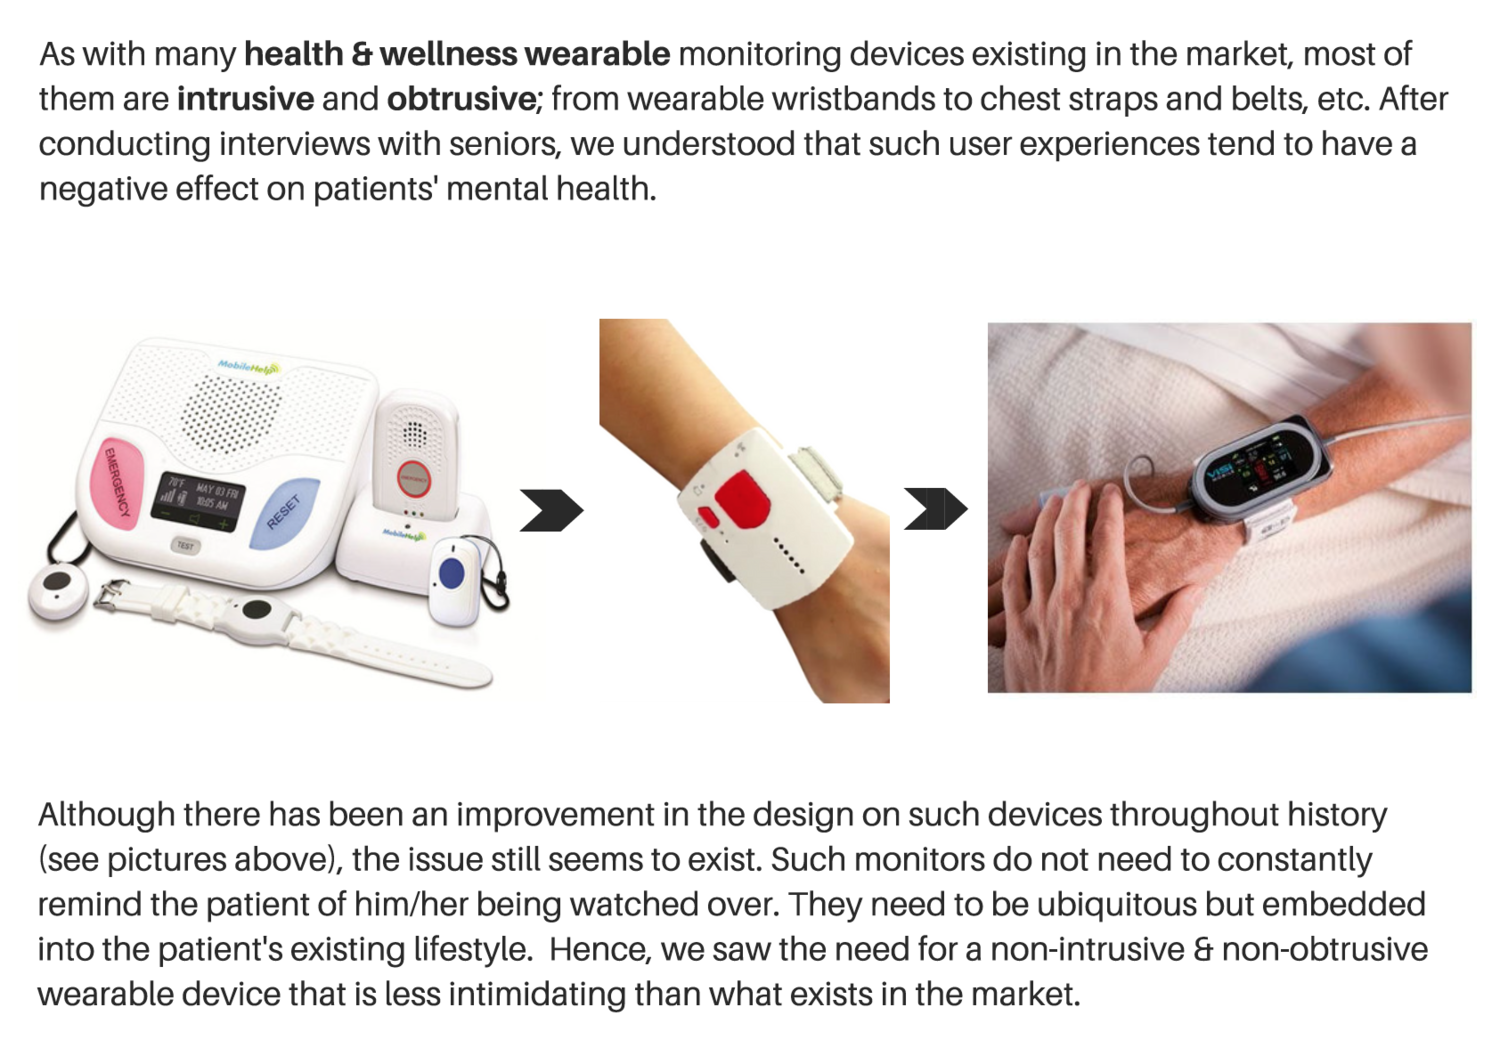 As with many health & wellness wearable monitoring devices existing in the market, most of
them are intrusive and obtrusive; from wearable wristbands to chest straps and belts, etc. After
conducting interviews with seniors, we understood that such user experiences tend to have a
negative effect on patients' mental health.
MobileHelp
EMERGENCY
70°F MAY 03 FRI
10:05 AM
RESET
TEST
EMERGENCY
MobileHelp
ViSi
Although there has been an improvement in the design on such devices throughout history
(see pictures above), the issue still seems to exist. Such monitors do not need to constantly
remind the patient of him/her being watched over. They need to be ubiquitous but embedded
into the patient's existing lifestyle.  Hence, we saw the need for a non-intrusive & non-obtrusive
wearable device that is less intimidating than what exists in the market.